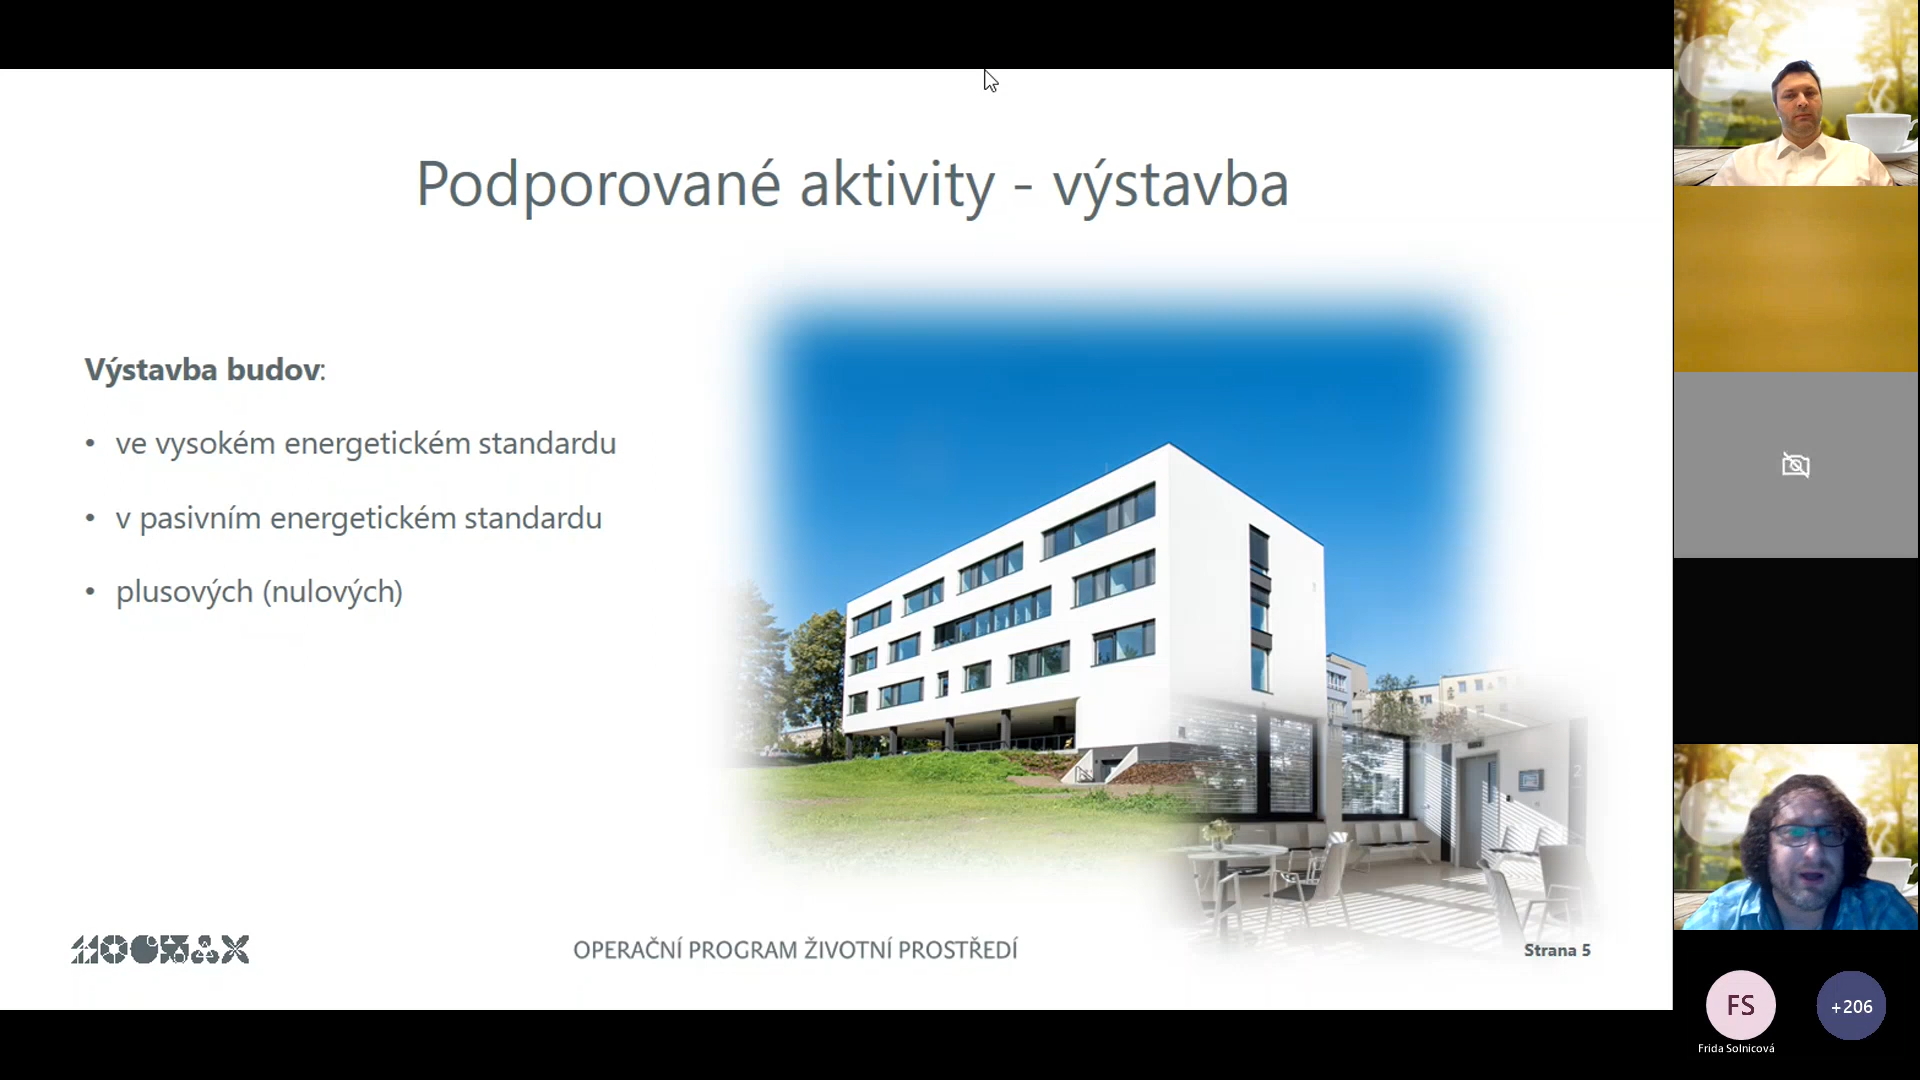 Podporované aktivity - výstavba
Výstavba budov:
• ve vysokém energetickém standardu
• v pasivním energetickém standardu
• plusových (nulových)
OPERAČNÍ PROGRAM ŽIVOTNÍ PROSTŘEDÍ
Strana 5
FS
+206
Frida Solnicová